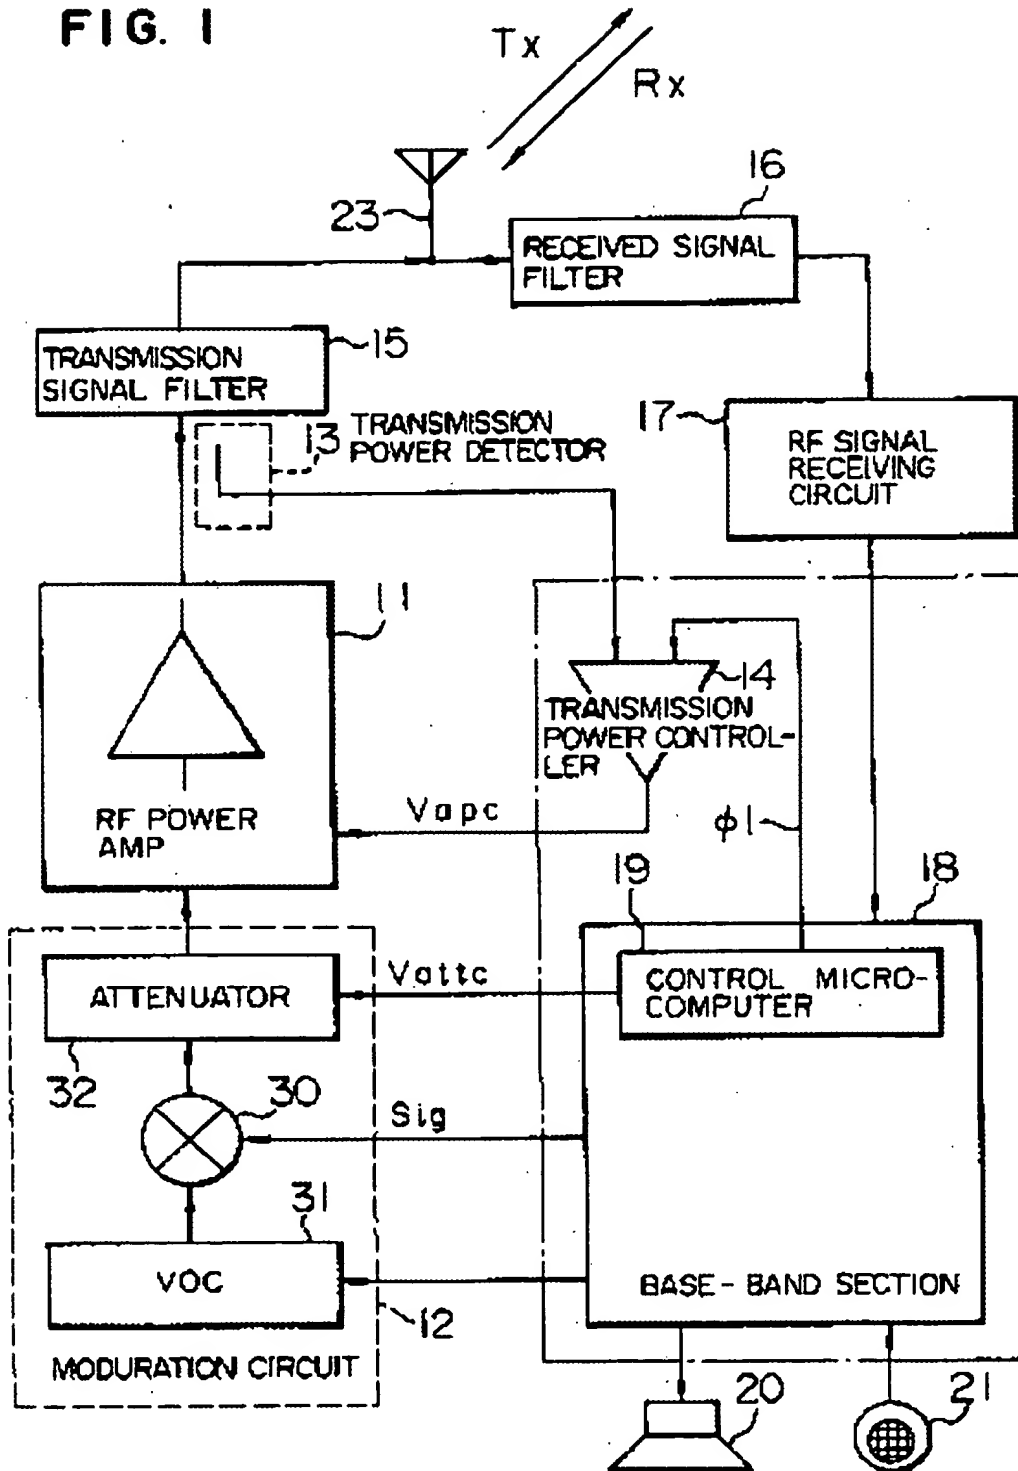 FIG. 1
Tx
Rx
23
16
RECEIVED SIGNAL
FILTER
TRANSMISSION
SIGNAL FILTER
15
13
TRANSMISSION
POWER DETECTOR
17
RF SIGNAL
RECEIVING
CIRCUIT
11
14
TRANSMISSION
POWER CONTROL-
LER
RF POWER
AMP
Vapc
φ1
19
18
ATTENUATOR
Vattc
CONTROL MICRO-
COMPUTER
32
30
Sig
31
VOC
BASE-BAND SECTION
12
MODURATION CIRCUIT
20
21